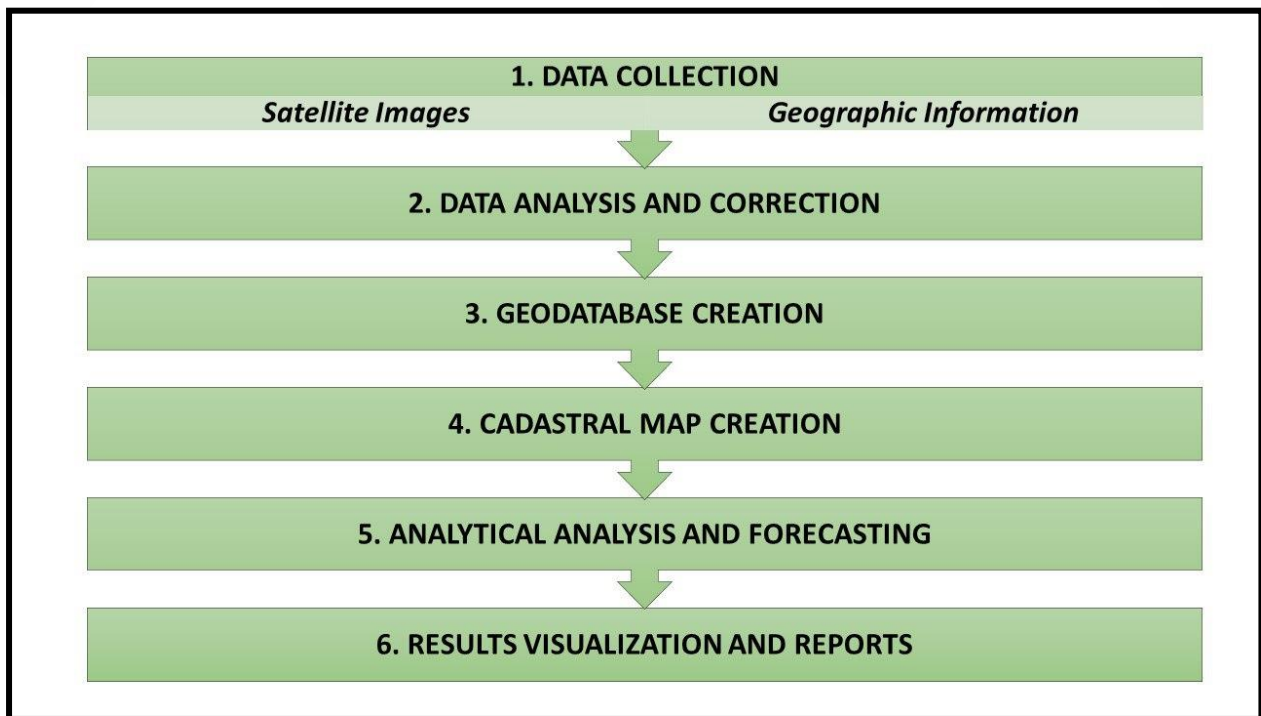 1. DATA COLLECTION
Satellite Images Geographic Information
2. DATA ANALYSIS AND CORRECTION
3. GEODATABASE CREATION
4. CADASTRAL MAP CREATION
5. ANALYTICAL ANALYSIS AND FORECASTING
6. RESULTS VISUALIZATION AND REPORTS